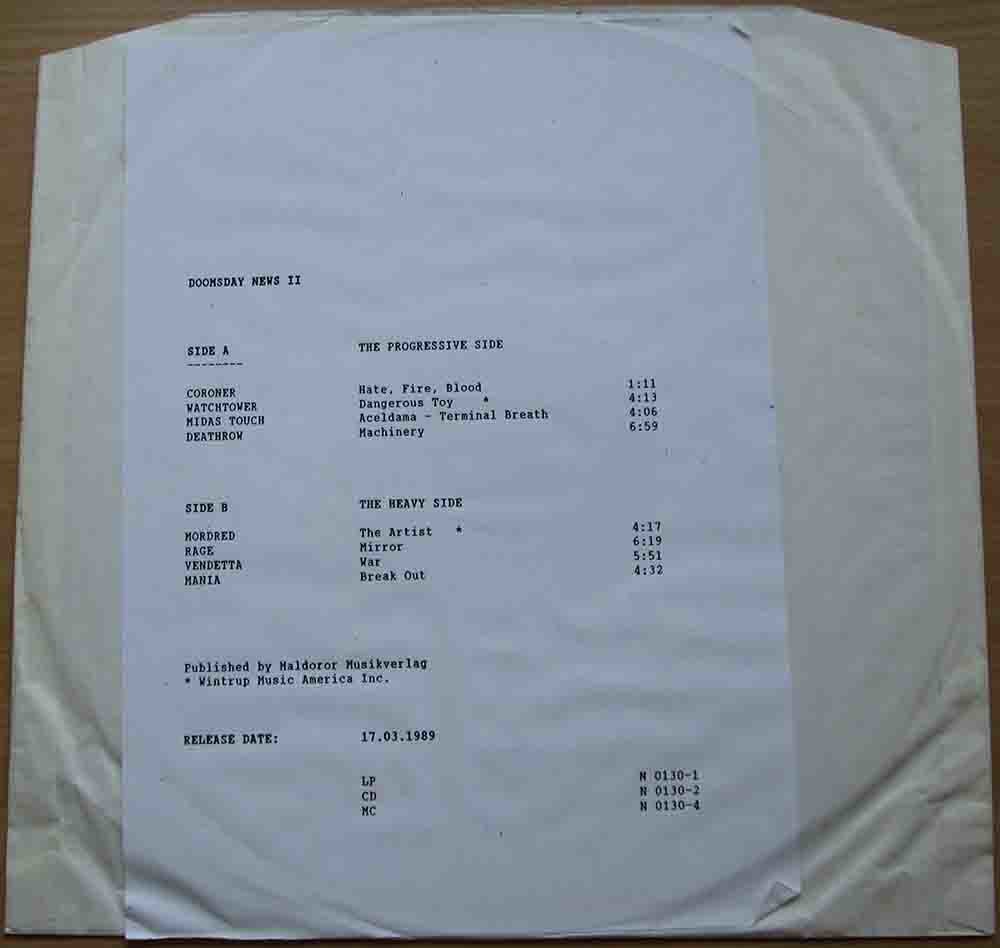 DOOMSDAY NEWS II
SIDE A THE PROGRESSIVE SIDE
--------
CORONER Hate, Fire, Blood 1:11
WATCHTOWER Dangerous Toy * 4:13
MIDAS TOUCH Aceldama - Terminal Breath 4:06
DEATHROW Machinery 6:59
SIDE B THE HEAVY SIDE
MORDRED The Artist * 4:17
RAGE Mirror 6:19
VENDETTA War 5:51
MANIA Break Out 4:32
Published by Maldoror Musikverlag
* Wintrup Music America Inc.
RELEASE DATE: 17.03.1989
LP N 0130-1
CD N 0130-2
MC N 0130-4